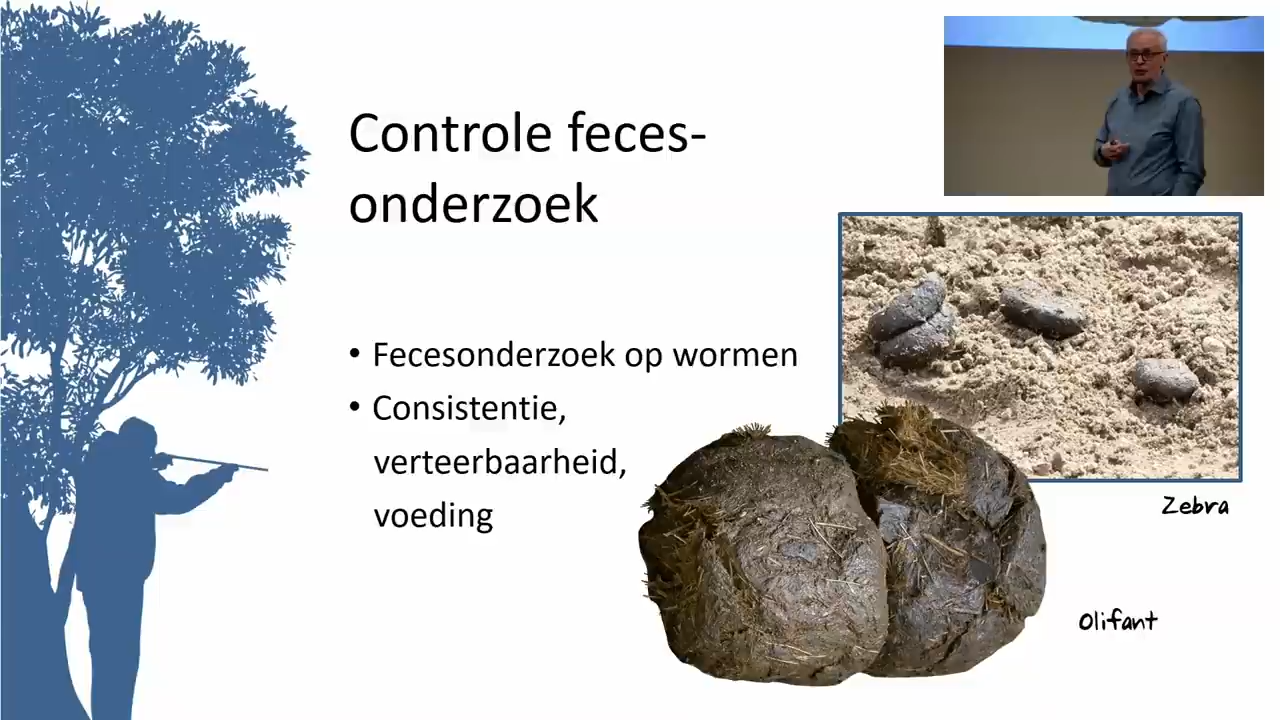 Controle feces-
onderzoek
• Fecesonderzoek op wormen
• Consistentie,
verteerbaarheid,
voeding
Zebra
Olifant